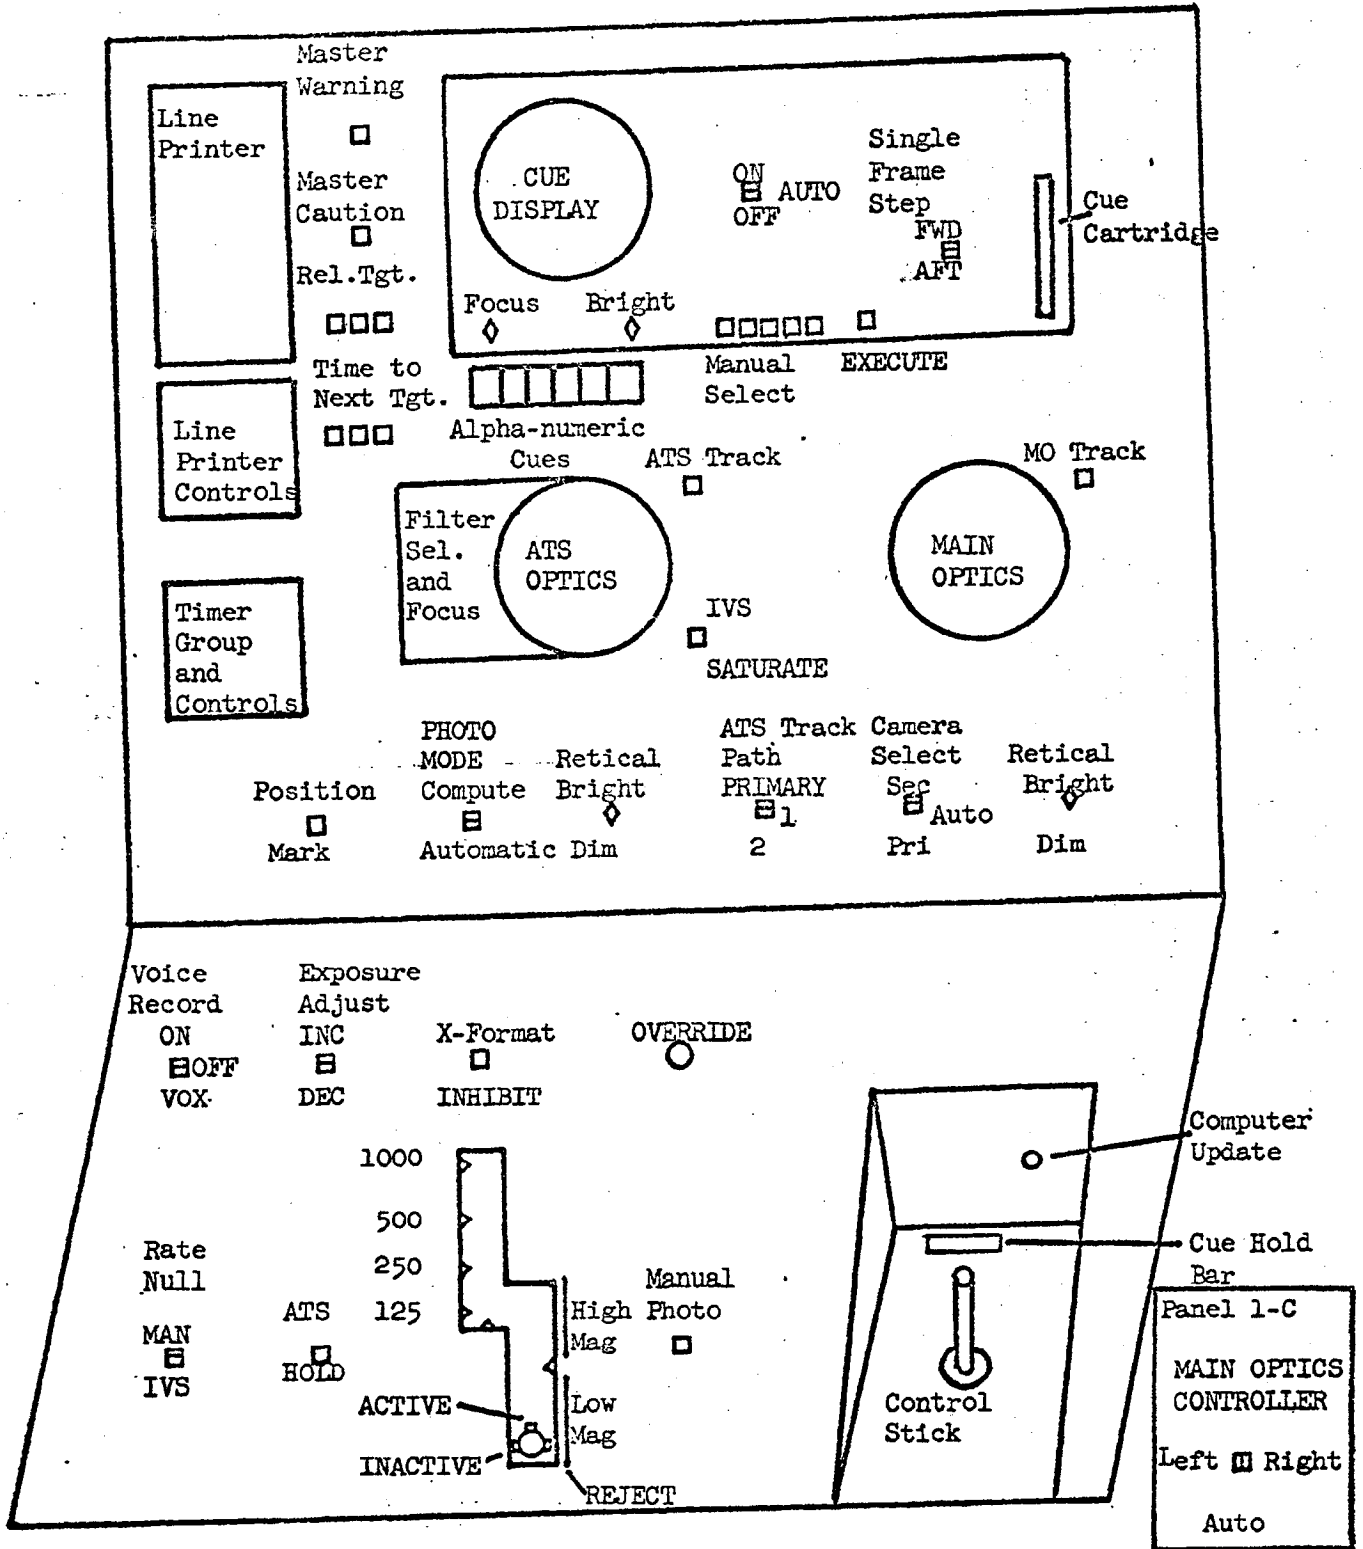 Master
Warning
Line
Printer
Master
Caution
Rel.Tgt.
Time to
Next Tgt.
CUE
DISPLAY
Focus
Bright
ON
AUTO
OFF
Single
Frame
Step
FWD
AFT
Cue
Cartridge
Manual
Select
EXECUTE
Alpha-numeric
Cues
Line
Printer
Controls
Filter
Sel.
and
Focus
ATS
OPTICS
ATS Track
IVS
SATURATE
MO Track
MAIN
OPTICS
Timer
Group
and
Controls
Position
Mark
PHOTO
MODE
Compute
Automatic
Retical
Bright
Dim
ATS Track
Path
PRIMARY
1
2
Camera
Select
Sec
Auto
Pri
Retical
Bright
Dim
Voice
Record
ON
OFF
VOX
Exposure
Adjust
INC
DEC
X-Format
INHIBIT
OVERRIDE
1000
500
250
125
Rate
Null
MAN
IVS
ATS
HOLD
High
Mag
Low
Mag
Manual
Photo
ACTIVE
INACTIVE
REJECT
Computer
Update
Cue Hold
Bar
Control
Stick
Panel 1-C
MAIN OPTICS
CONTROLLER
Left
Right
Auto